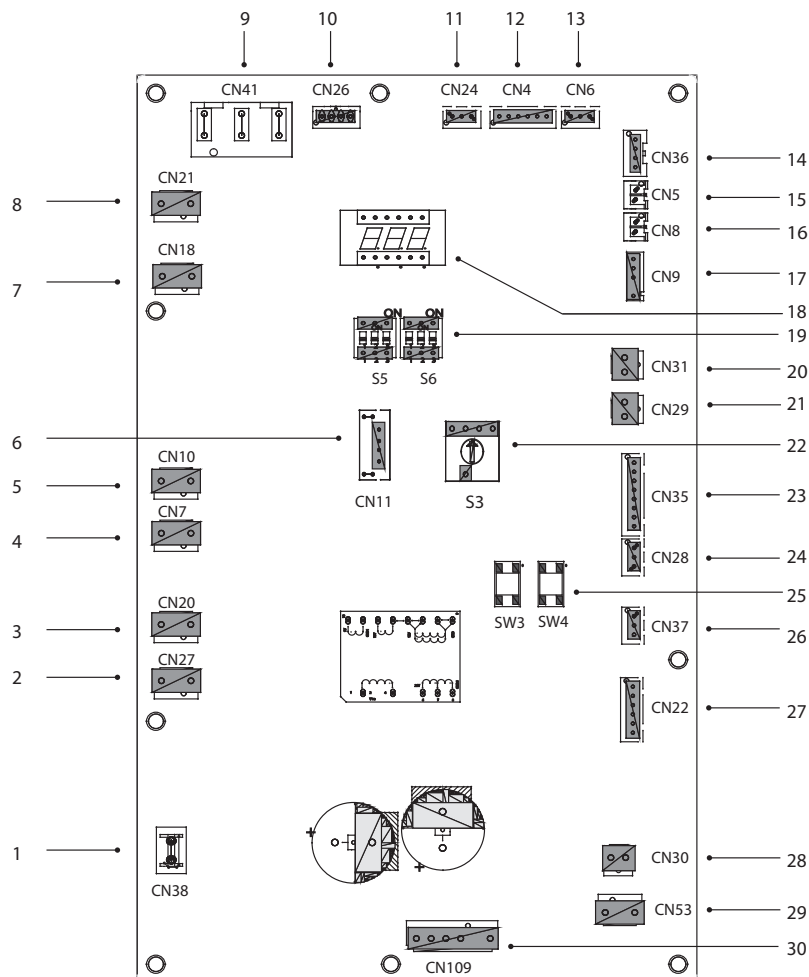 9 10 11 12 13
CN41 CN26 CN24 CN4 CN6
CN36 14
CN21 CN5 15
8 CN8 16
CN18 CN9 17
7
18
ON ON 19
S5 S6
CN31 20
CN29 21
6
22
CN10
5 CN11 S3 CN35 23
CN7
4 CN28 24
25
CN20 SW3 SW4
3 CN37 26
CN27
2 CN22 27
1 CN30 28
CN38
CN53 29
30
CN109